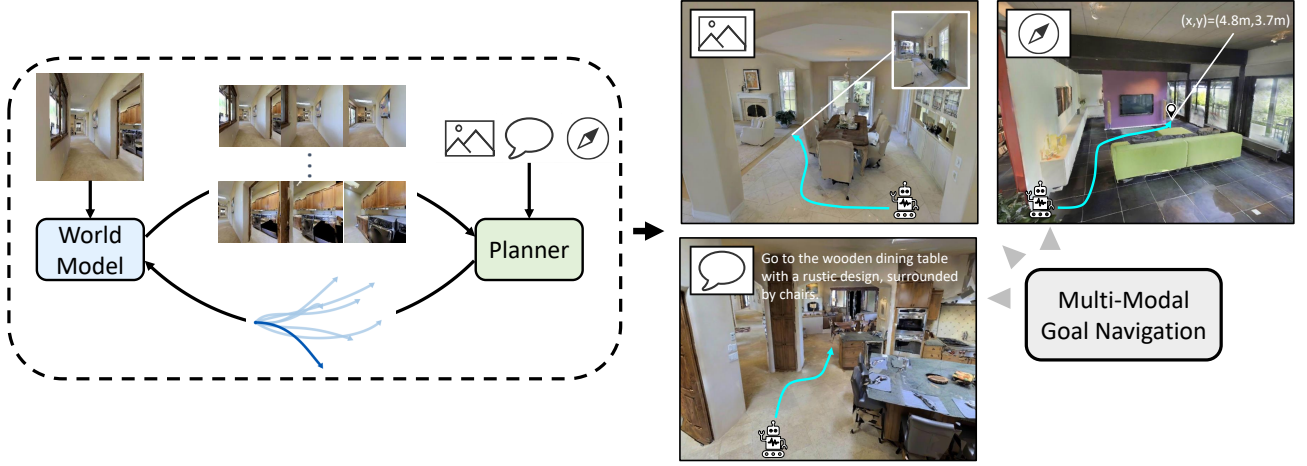 World
Model
Planner
(x,y)=(4.8m,3.7m)
Go to the wooden dining table
with a rustic design, surrounded
by chairs.
Multi-Modal
Goal Navigation